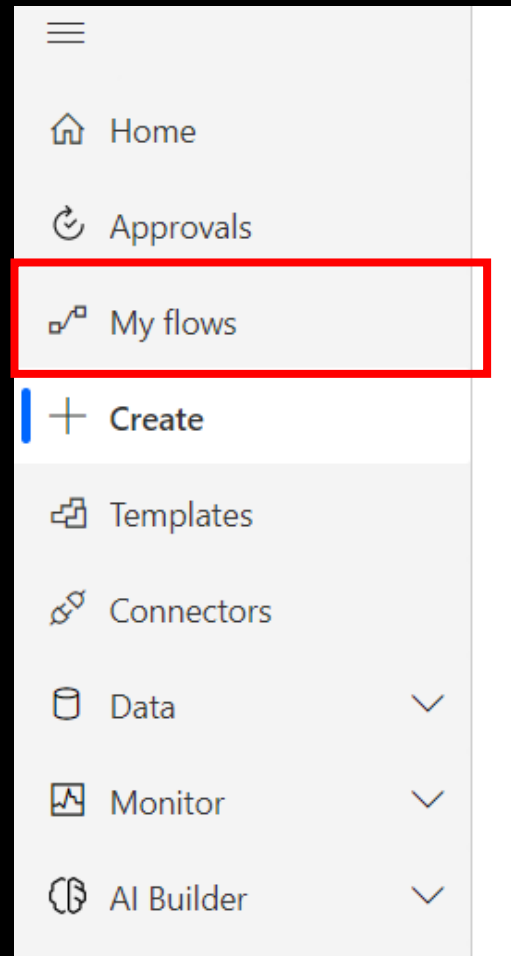 Home
Approvals
My flows
Create
Templates
Connectors
Data
Monitor
AI Builder